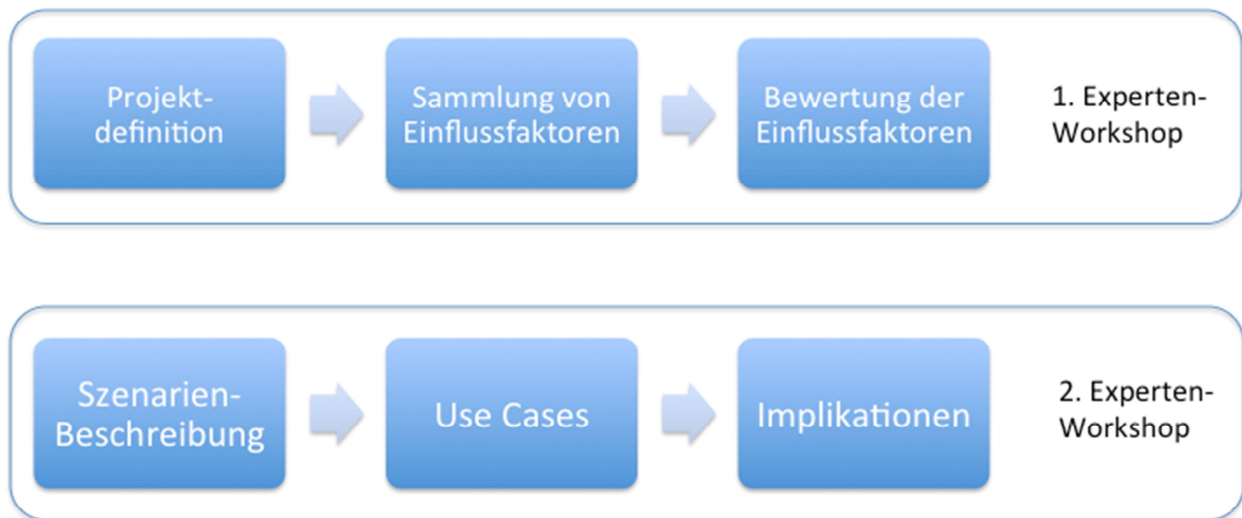 Projekt-
definition
Sammlung von
Einflussfaktoren
Bewertung der
Einflussfaktoren
1. Experten-
Workshop
Szenarien-
Beschreibung
Use Cases
Implikationen
2. Experten-
Workshop